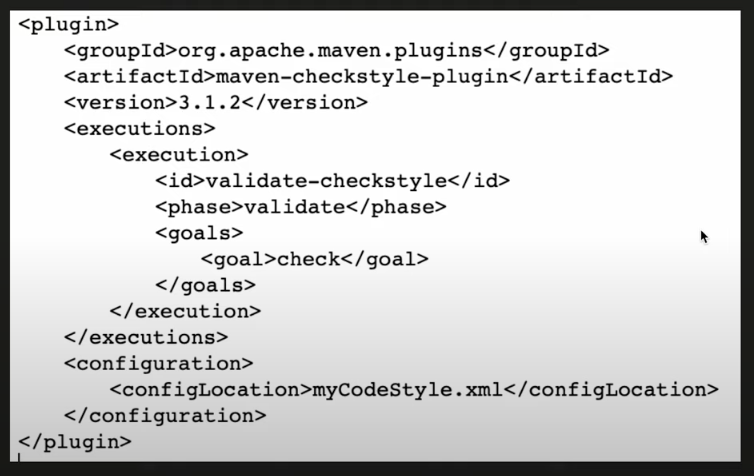 <plugin>
<groupId>org.apache.maven.plugins</groupId>
<artifactId>maven-checkstyle-plugin</artifactId>
<version>3.1.2</version>
<executions>
<execution>
<id>validate-checkstyle</id>
<phase>validate</phase>
<goals>
<goal>check</goal>
</goals>
</execution>
</executions>
<configuration>
<configLocation>myCodeStyle.xml</configLocation>
</configuration>
</plugin>